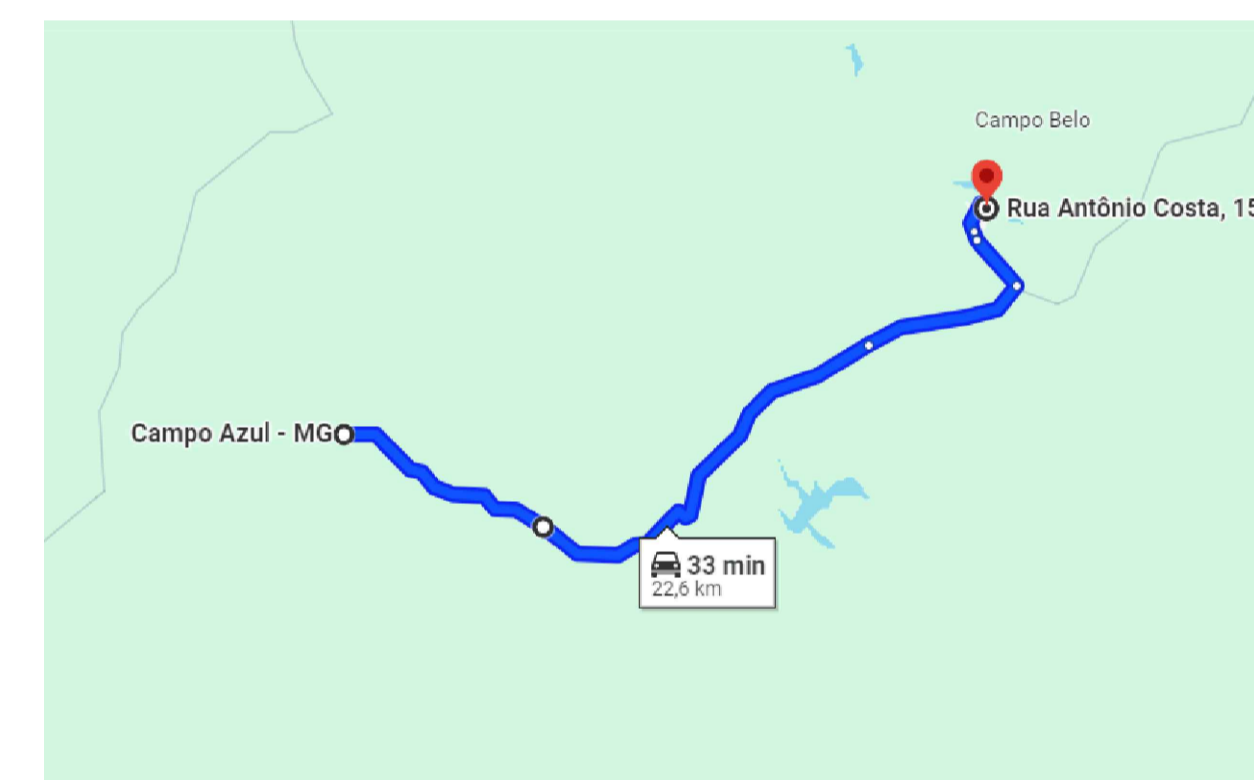 Campo Belo
Rua Antônio Costa, 15
Campo Azul - MG
33 min
22,6 km